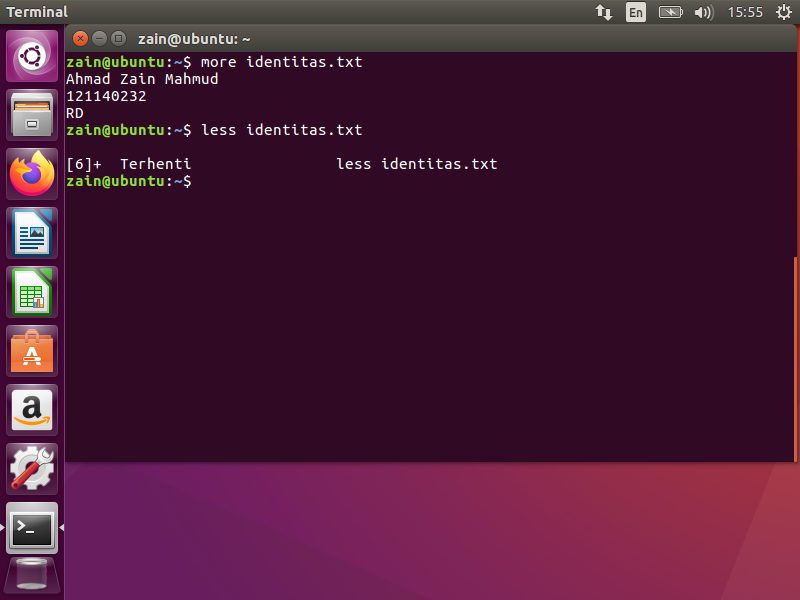 Terminal
En
15:55
zain@ubuntu: ~
zain@ubuntu:~$ more identitas.txt
Ahmad Zain Mahmud
121140232
RD
zain@ubuntu:~$ less identitas.txt
[6]+  Terhenti                less identitas.txt
zain@ubuntu:~$
A
a
>_